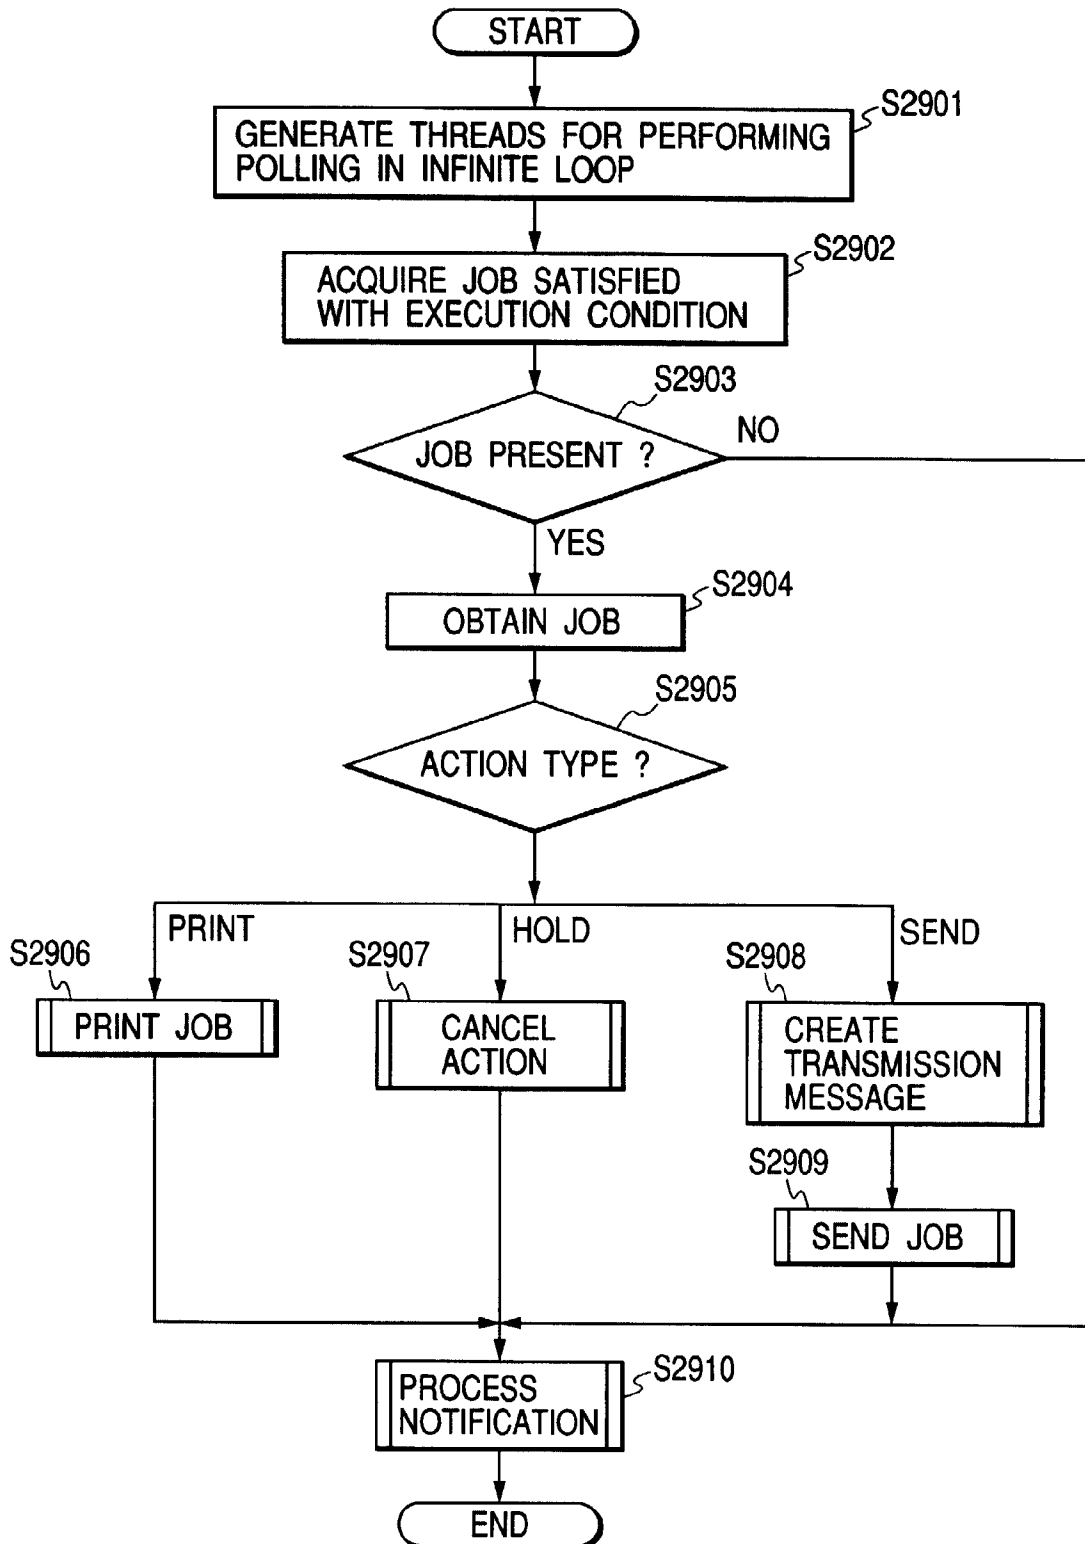 START
S2901
GENERATE THREADS FOR PERFORMING
POLLING IN INFINITE LOOP
S2902
ACQUIRE JOB SATISFIED
WITH EXECUTION CONDITION
S2903
JOB PRESENT ?
NO
YES
S2904
OBTAIN JOB
S2905
ACTION TYPE ?
PRINT
HOLD
SEND
S2906
PRINT JOB
S2907
CANCEL
ACTION
S2908
CREATE
TRANSMISSION
MESSAGE
S2909
SEND JOB
S2910
PROCESS
NOTIFICATION
END